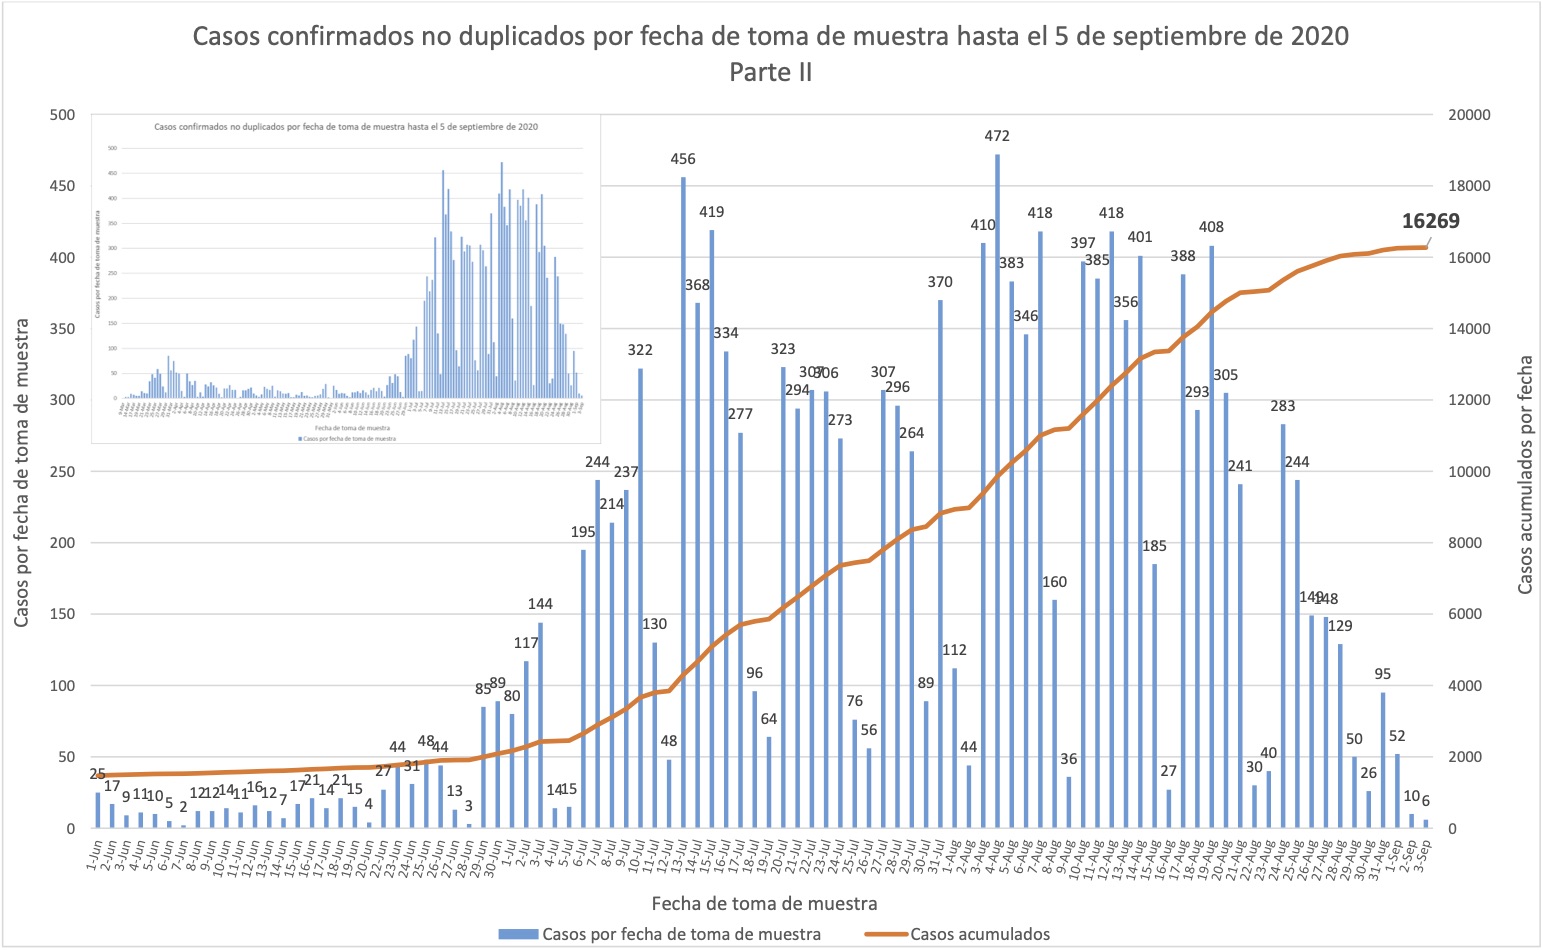 Casos confirmados no duplicados por fecha de toma de muestra hasta el 5 de septiembre de 2020
Parte II
500
450
400
350
300
250
200
150
100
50
0
Casos por fecha de toma de muestra
20000
18000
16000
14000
12000
10000
8000
6000
4000
2000
0
Casos acumulados por fecha
Casos confirmados no duplicados por fecha de toma de muestra hasta el 5 de septiembre de 2020
500
450
400
350
300
250
200
150
100
50
0
Casos por fecha de toma de muestra
Fecha de toma de muestra
Casos por fecha de toma de muestra
25
17
9
11
10
5
2
12
12
14
11
16
12
7
17
21
14
21
15
4
27
44
31
48
44
13
3
85
89
80
117
144
14
15
195
244
214
237
322
130
48
456
368
419
334
277
96
64
323
294
307
306
273
76
56
307
296
264
89
370
112
44
410
472
383
346
418
160
36
397
385
418
356
401
185
27
388
293
408
305
241
30
40
283
244
149
148
129
50
26
95
52
10
6
16269
1-Jun
2-Jun
3-Jun
4-Jun
5-Jun
6-Jun
7-Jun
8-Jun
9-Jun
10-Jun
11-Jun
12-Jun
13-Jun
14-Jun
15-Jun
16-Jun
17-Jun
18-Jun
19-Jun
20-Jun
22-Jun
23-Jun
24-Jun
25-Jun
26-Jun
27-Jun
28-Jun
29-Jun
30-Jun
1-Jul
2-Jul
3-Jul
4-Jul
5-Jul
6-Jul
7-Jul
8-Jul
9-Jul
10-Jul
11-Jul
12-Jul
13-Jul
14-Jul
15-Jul
16-Jul
17-Jul
18-Jul
19-Jul
20-Jul
21-Jul
22-Jul
23-Jul
24-Jul
25-Jul
26-Jul
27-Jul
28-Jul
29-Jul
30-Jul
31-Jul
1-Aug
2-Aug
3-Aug
4-Aug
5-Aug
6-Aug
7-Aug
8-Aug
9-Aug
10-Aug
11-Aug
12-Aug
13-Aug
14-Aug
15-Aug
16-Aug
17-Aug
18-Aug
19-Aug
20-Aug
21-Aug
22-Aug
23-Aug
24-Aug
25-Aug
26-Aug
27-Aug
28-Aug
29-Aug
30-Aug
31-Aug
1-Sep
2-Sep
3-Sep
Fecha de toma de muestra
Casos por fecha de toma de muestra
Casos acumulados